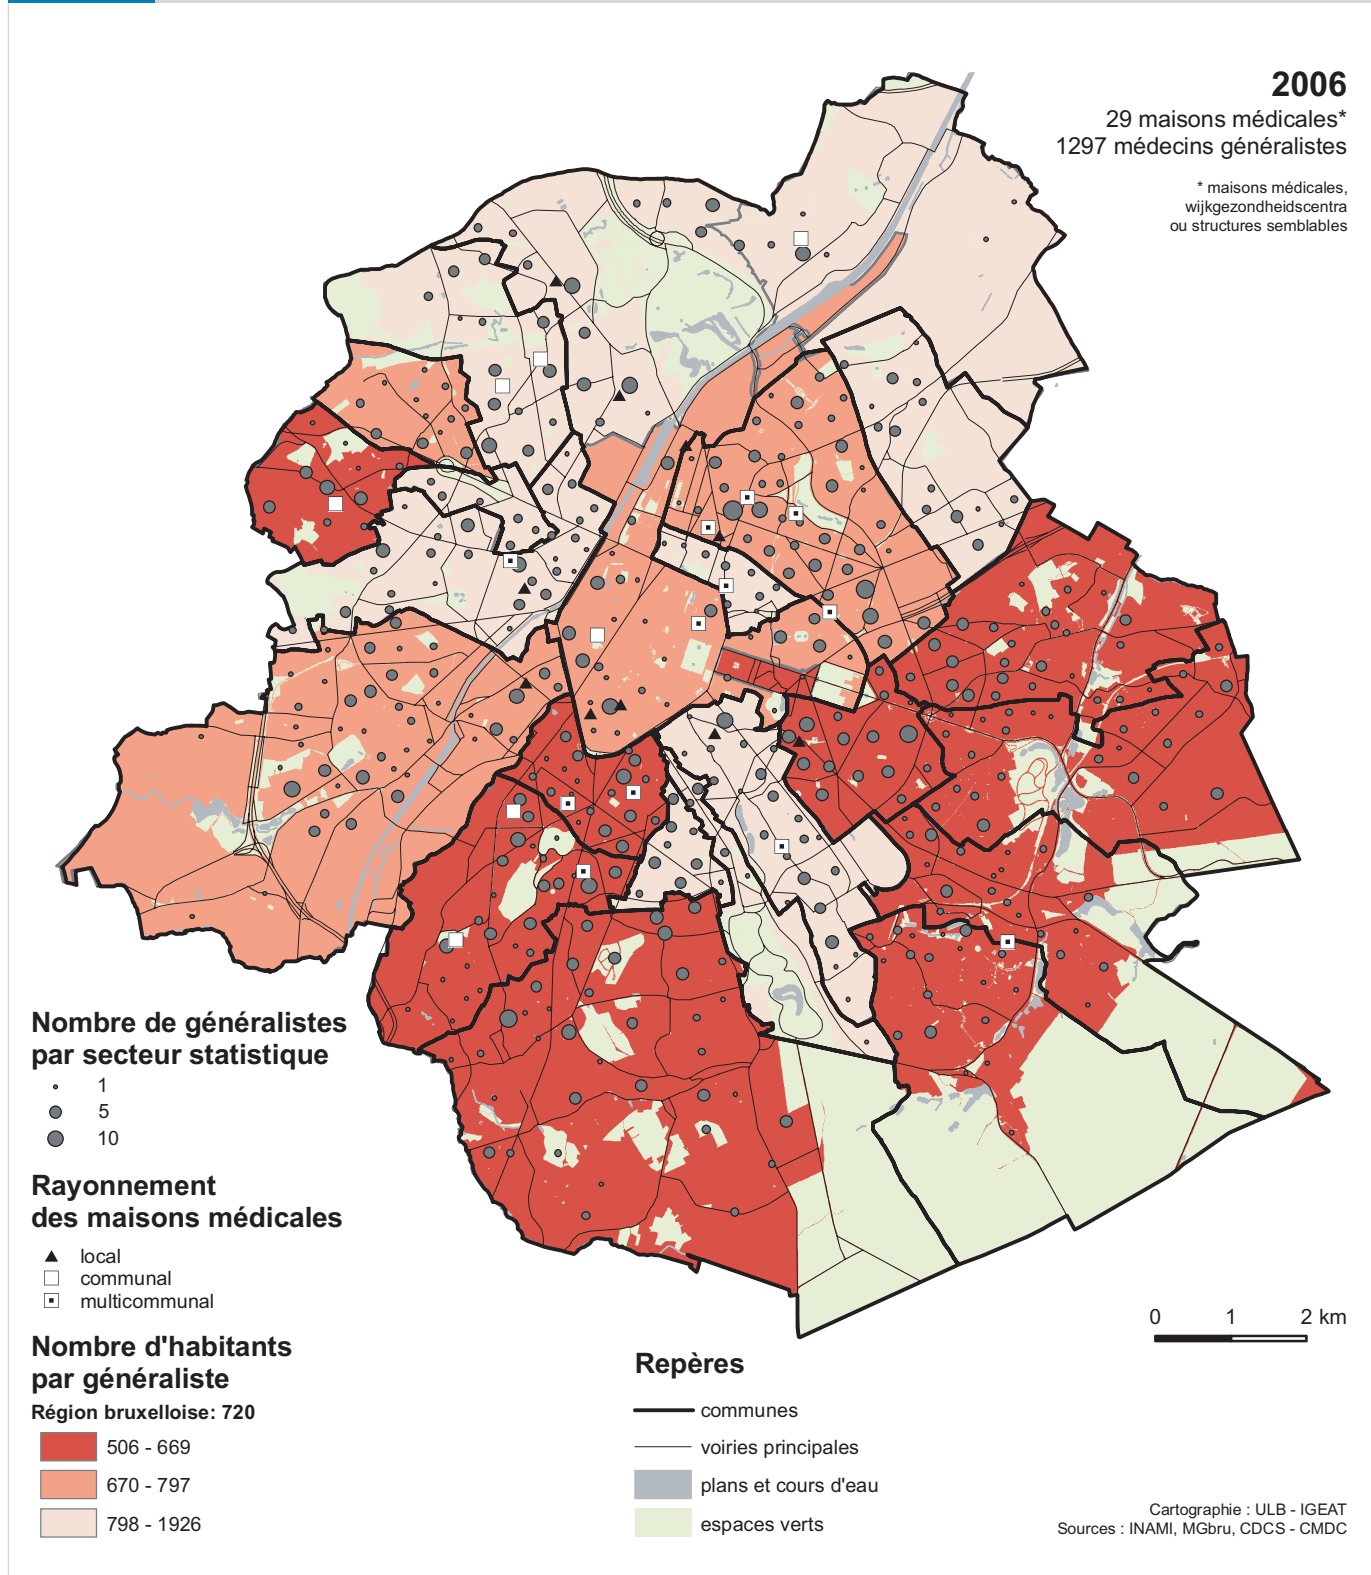 2006
29 maisons médicales*
1297 médecins généralistes
* maisons médicales,
wijkgezondheidscentra
ou structures semblables
Nombre de généralistes
par secteur statistique
1
5
10
Rayonnement
des maisons médicales
local
communal
multicommunal
Nombre d'habitants
par généraliste
Région bruxelloise: 720
506 - 669
670 - 797
798 - 1926
Repères
communes
voiries principales
plans et cours d'eau
espaces verts
0 1 2 km
Cartographie : ULB - IGEAT
Sources : INAMI, MGbru, CDCS - CMDC